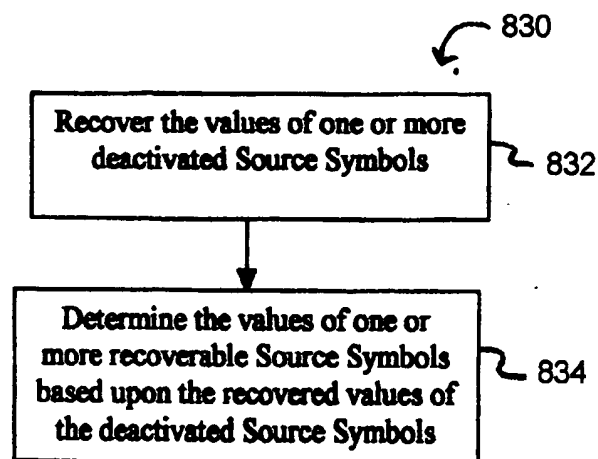 830
Recover the values of one or more
deactivated Source Symbols
832
Determine the values of one or
more recoverable Source Symbols
based upon the recovered values of
the deactivated Source Symbols
834